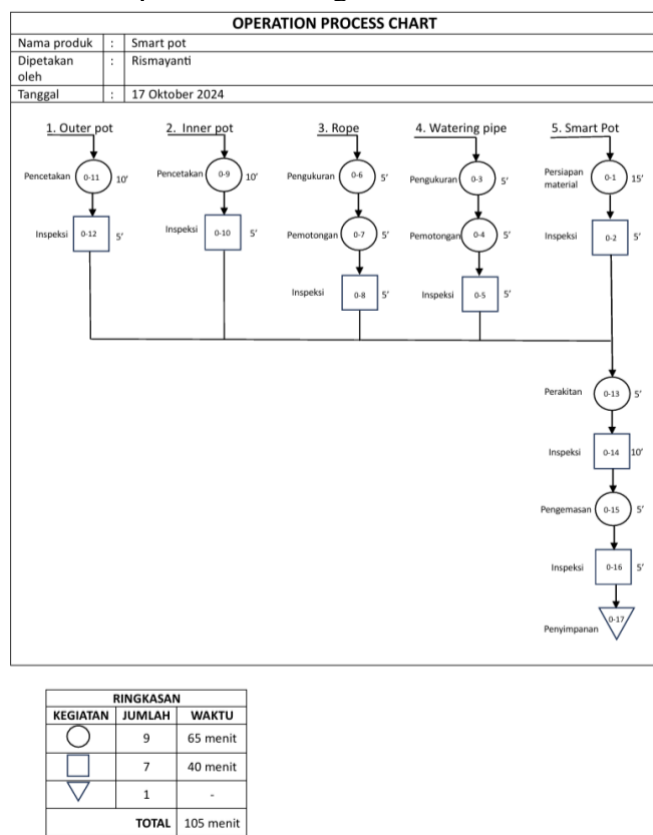 OPERATION PROCESS CHART
Nama produk : Smart pot
Dipetakan oleh : Rismayanti
Tanggal : 17 Oktober 2024
1. Outer pot 2. Inner pot 3. Rope 4. Watering pipe 5. Smart Pot
Pencetakan 0-11 10' Pencetakan 0-9 10' Pengukuran 0-6 5' Pengukuran 0-3 5' Persiapan material 0-1 15'
Inspeksi 0-12 5' Inspeksi 0-10 5' Pemotongan 0-7 5' Pemotongan 0-4 5' Inspeksi 0-2 5'
Inspeksi 0-8 5' Inspeksi 0-5 5'
Perakitan 0-13 5'
Inspeksi 0-14 10'
Pengemasan 0-15 5'
Inspeksi 0-16 5'
Penyimpanan 0-17
RINGKASAN
KEGIATAN JUMLAH WAKTU
9 65 menit
7 40 menit
1 -
TOTAL 105 menit